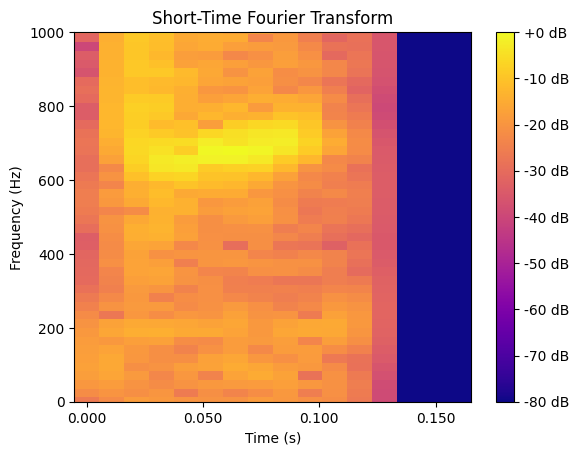 Short-Time Fourier Transform
1000
800
600
400
200
0
Frequency (Hz)
0.000
0.050
0.100
0.150
Time (s)
+0 dB
-10 dB
-20 dB
-30 dB
-40 dB
-50 dB
-60 dB
-70 dB
-80 dB